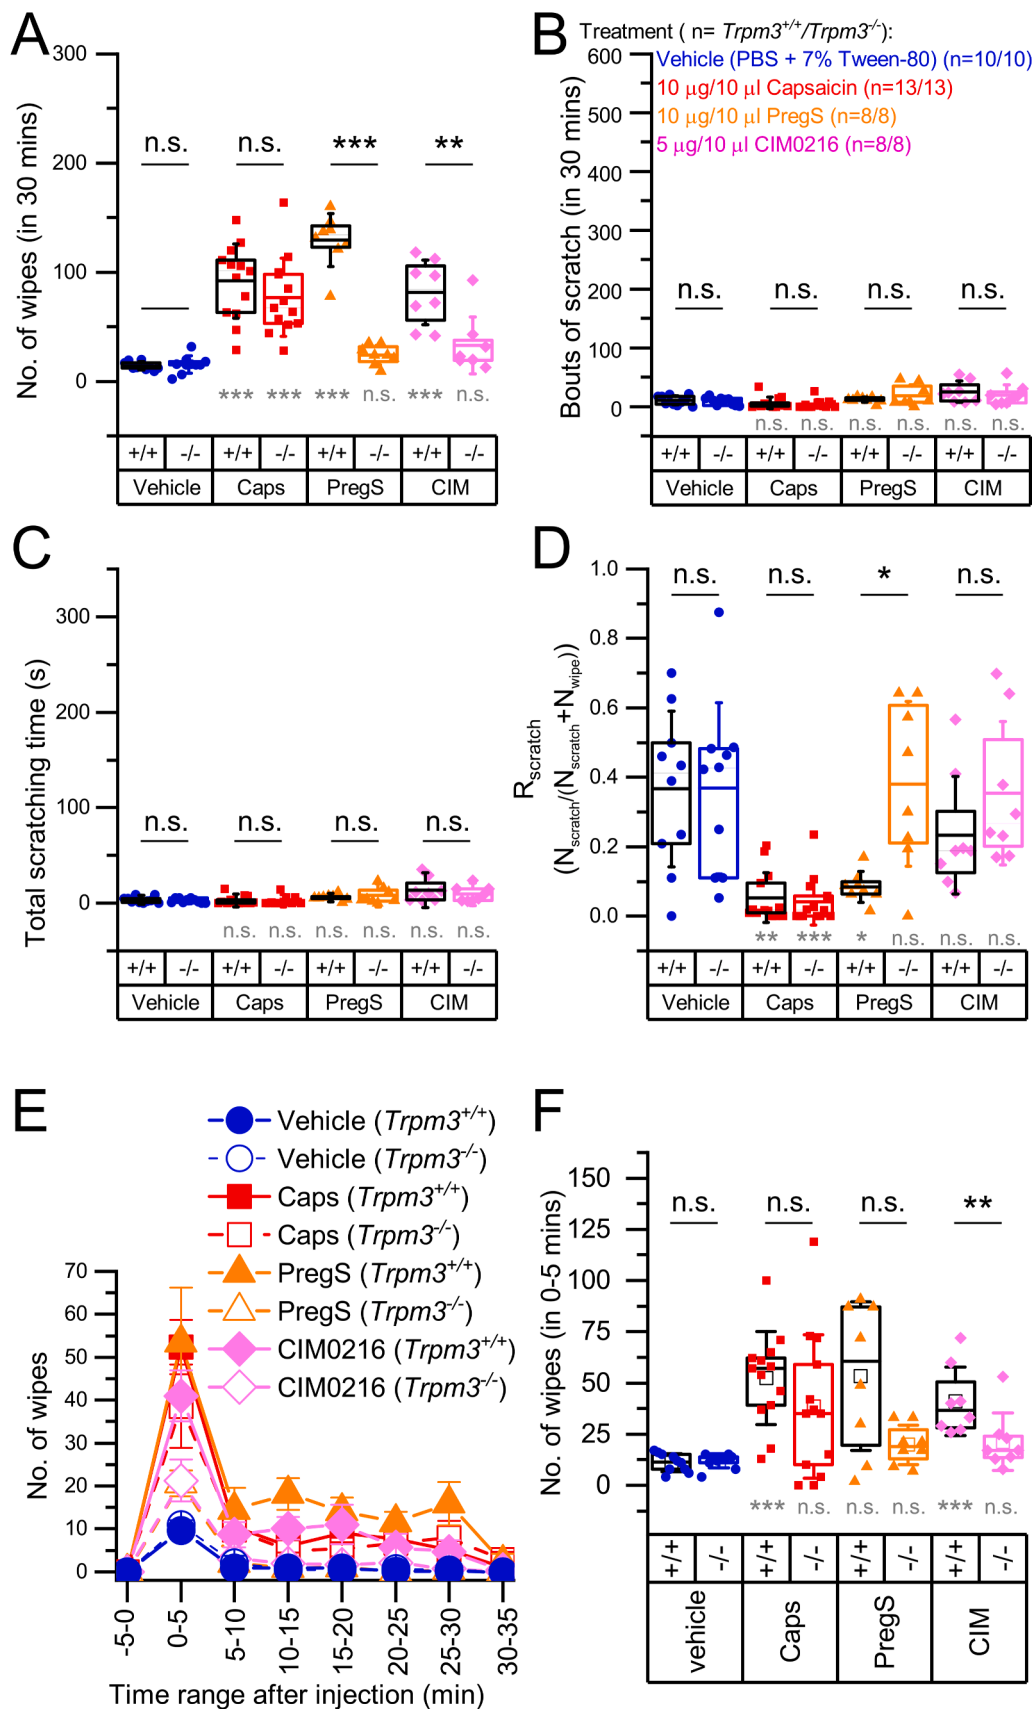 A
No. of wipes (in 30 mins)
300
200
100
0
n.s.
n.s.
***
**
***
***
***
n.s.
***
n.s.
+/+ -/- +/+ -/- +/+ -/- +/+ -/-
Vehicle Caps PregS CIM
B
Treatment ( n= Trpm3+/+/Trpm3-/-):
Vehicle (PBS + 7% Tween-80) (n=10/10)
10 µg/10 µl Capsaicin (n=13/13)
10 µg/10 µl PregS (n=8/8)
5 µg/10 µl CIM0216 (n=8/8)
Bouts of scratch (in 30 mins)
600
500
400
300
200
100
0
n.s.
n.s.
n.s.
n.s.
n.s.
n.s.
n.s.
n.s.
n.s.
n.s.
+/+ -/- +/+ -/- +/+ -/- +/+ -/-
Vehicle Caps PregS CIM
C
Total scratching time (s)
300
200
100
0
n.s.
n.s.
n.s.
n.s.
n.s.
n.s.
n.s.
n.s.
n.s.
n.s.
+/+ -/- +/+ -/- +/+ -/- +/+ -/-
Vehicle Caps PregS CIM
D
Rscratch
(Nscratch/(Nscratch+Nwipe))
1.0
0.8
0.6
0.4
0.2
0.0
n.s.
n.s.
*
n.s.
**
***
*
n.s.
n.s.
n.s.
+/+ -/- +/+ -/- +/+ -/- +/+ -/-
Vehicle Caps PregS CIM
E
Vehicle (Trpm3+/+)
Vehicle (Trpm3-/-)
Caps (Trpm3+/+)
Caps (Trpm3-/-)
PregS (Trpm3+/+)
PregS (Trpm3-/-)
CIM0216 (Trpm3+/+)
CIM0216 (Trpm3-/-)
No. of wipes
70
60
50
40
30
20
10
0
-5-0
0-5
5-10
10-15
15-20
20-25
25-30
30-35
Time range after injection (min)
F
No. of wipes (in 0-5 mins)
150
125
100
75
50
25
0
n.s.
n.s.
n.s.
**
***
n.s.
n.s.
n.s.
***
n.s.
+/+ -/- +/+ -/- +/+ -/- +/+ -/-
vehicle Caps PregS CIM